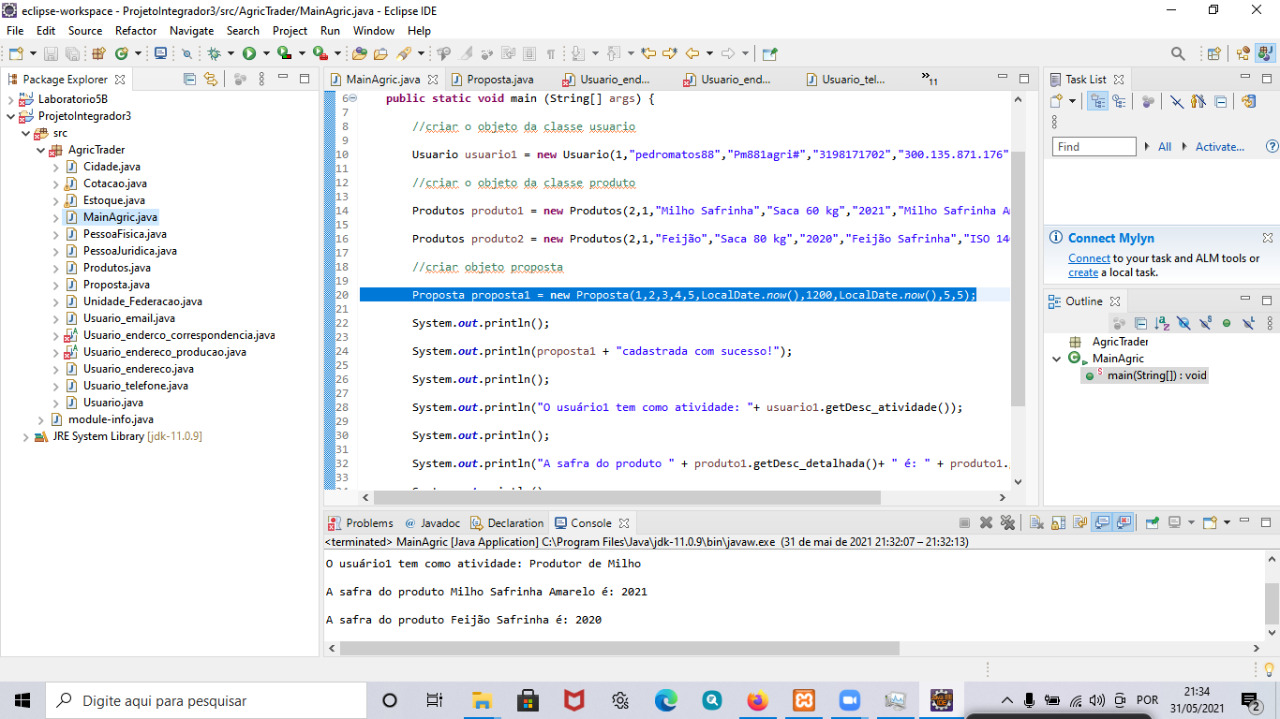 eclipse-workspace - ProjetoIntegrador3/src/AgricTrader/MainAgric.java - Eclipse IDE
File Edit Source Refactor Navigate Search Project Run Window Help
Package Explorer
Laboratorio5B
ProjetoIntegrador3
src
AgricTrader
Cidade.java
Cotacao.java
Estoque.java
MainAgric.java
PessoaFisica.java
PessoaJuridica.java
Produtos.java
Proposta.java
Unidade_Federacao.java
Usuario_email.java
Usuario_enderco_correspondencia.java
Usuario_endereco_producao.java
Usuario_endereco.java
Usuario_telefone.java
Usuario.java
module-info.java
JRE System Library [jdk-11.0.9]
MainAgric.java Proposta.java Usuario_end... Usuario_end... Usuario_tel... »11
6 public static void main (String[] args) {
7
8 //criar o objeto da classe usuario
9
10 Usuario usuario1 = new Usuario(1,"pedromatos88","Pm881agri#","3198171702","300.135.871.176"
11
12 //criar o objeto da classe produto
13
14 Produtos produto1 = new Produtos(2,1,"Milho Safrinha","Saca 60 kg","2021","Milho Safrinha A
15
16 Produtos produto2 = new Produtos(2,1,"Feijão","Saca 80 kg","2020","Feijão Safrinha","ISO 14
17
18 //criar objeto proposta
19
20 Proposta proposta1 = new Proposta(1,2,3,4,5,LocalDate.now(),1200,LocalDate.now(),5,5);
21
22 System.out.println();
23
24 System.out.println(proposta1 + "cadastrada com sucesso!");
25
26 System.out.println();
27
28 System.out.println("O usuário1 tem como atividade: "+ usuario1.getDesc_atividade());
29
30 System.out.println();
31
32 System.out.println("A safra do produto " + produto1.getDesc_detalhada()+ " é: " + produto1.
33
Task List
Find All Activate...
Connect Mylyn
Connect to your task and ALM tools or
create a local task.
Outline
AgricTrader
MainAgric
main(String[]) : void
Problems Javadoc Declaration Console
<terminated> MainAgric [Java Application] C:\Program Files\Java\jdk-11.0.9\bin\javaw.exe (31 de mai de 2021 21:32:07 – 21:32:13)
O usuário1 tem como atividade: Produtor de Milho
A safra do produto Milho Safrinha Amarelo é: 2021
A safra do produto Feijão Safrinha é: 2020
Digite aqui para pesquisar
POR
21:34
31/05/2021
2